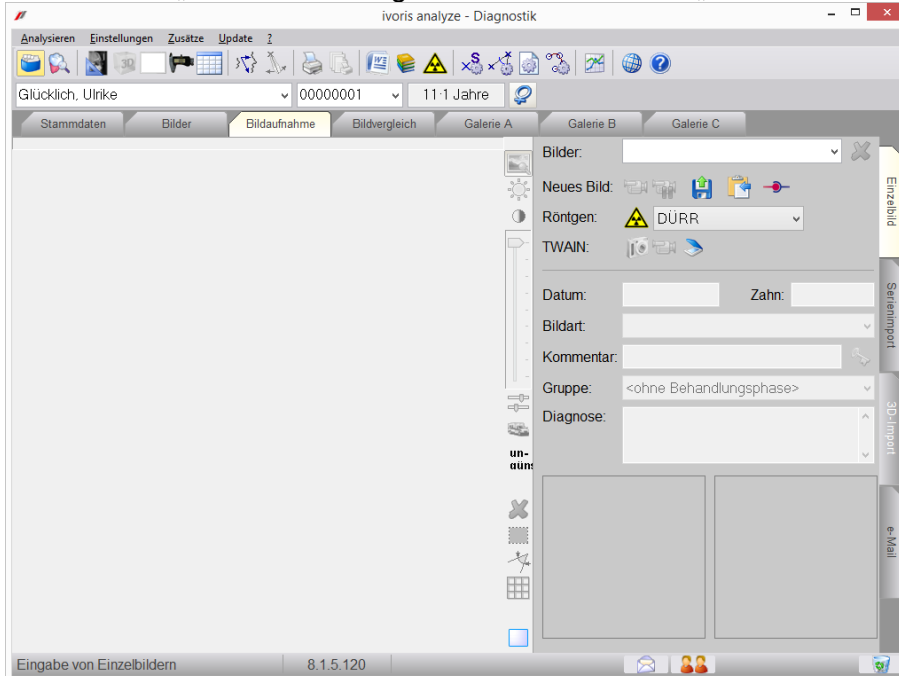 ivoris analyze - Diagnostik
Analysieren Einstellungen Zusätze Update ?
Glücklich, Ulrike 00000001 11·1 Jahre
Stammdaten Bilder Bildaufnahme Bildvergleich Galerie A Galerie B Galerie C
Bilder:
Neues Bild:
Röntgen: DÜRR
TWAIN:
Datum: Zahn:
Bildart:
Kommentar:
Gruppe: <ohne Behandlungsphase>
Diagnose:
un-
Einzelbild
Serienimport
3D-Import
e-Mail
Eingabe von Einzelbildern 8.1.5.120